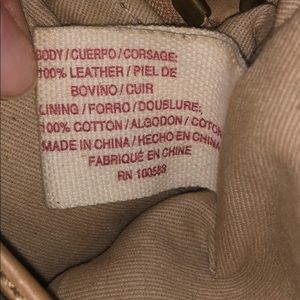 BODY / CUERPO / CORSAGE;
100% LEATHER / PIEL DE
BOVINO / CUIR
LINING / FORRO / DOUBLURE;
100% COTTON / ALGODON / COTON
MADE IN CHINA / HECHO EN CHINA
FABRIQUÉ EN CHINE
RN 100583